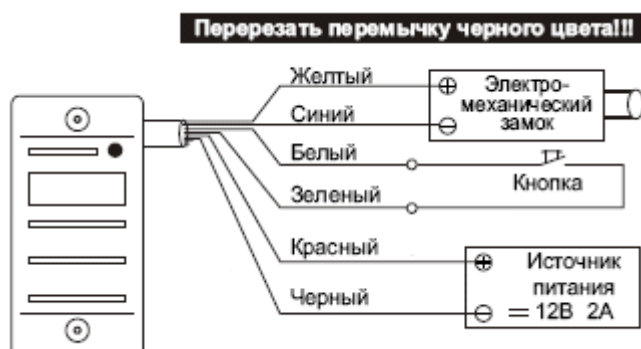 Перерезать перемычку черного цвета!!!
Желтый
Синий
Белый
Зеленый
Красный
Черный
Электро-
механический
замок
Кнопка
Источник
питания
12В 2А